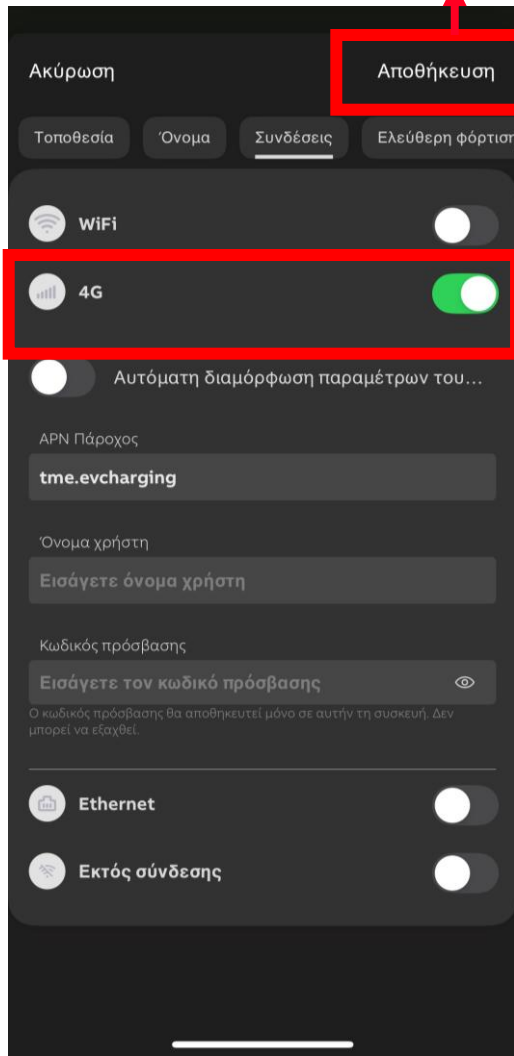 Ακύρωση
Αποθήκευση
Τοποθεσία
Όνομα
Συνδέσεις
Ελεύθερη φόρτιση
WiFi
4G
Αυτόματη διαμόρφωση παραμέτρων του...
APN Πάροχος
tme.evcharging
Όνομα χρήστη
Εισάγετε όνομα χρήστη
Κωδικός πρόσβασης
Εισάγετε τον κωδικό πρόσβασης
Ο κωδικός πρόσβασης θα αποθηκευτεί μόνο σε αυτήν τη συσκευή. Δεν
μπορεί να εξαχθεί.
Ethernet
Εκτός σύνδεσης